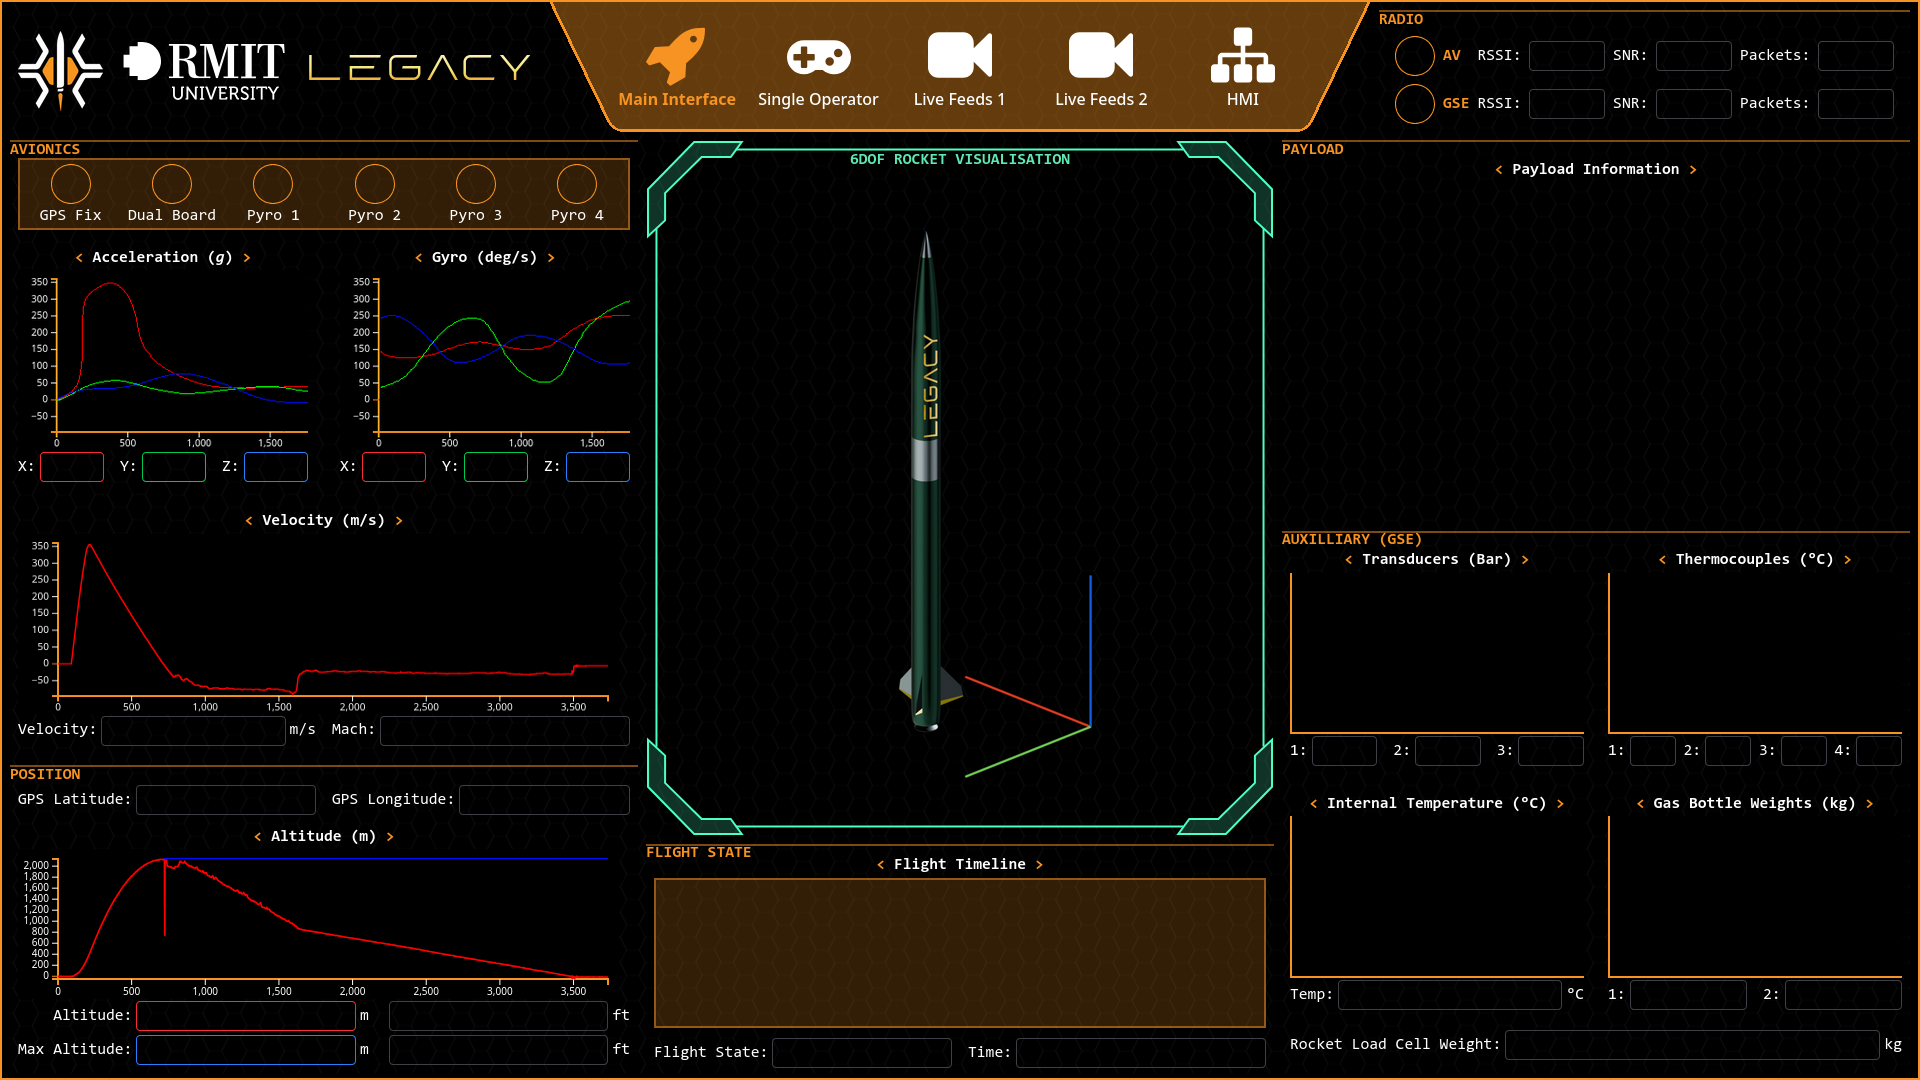 RMIT
UNIVERSITY
LEGACY
Main Interface
Single Operator
Live Feeds 1
Live Feeds 2
HMI
RADIO
AV RSSI: SNR: Packets:
GSE RSSI: SNR: Packets:
AVIONICS
GPS Fix Dual Board Pyro 1 Pyro 2 Pyro 3 Pyro 4
< Acceleration (g) >
350
300
250
200
150
100
50
0
−50
0 500 1,000 1,500
X: Y: Z:
< Gyro (deg/s) >
350
300
250
200
150
100
50
0
−50
0 500 1,000 1,500
X: Y: Z:
< Velocity (m/s) >
350
300
250
200
150
100
50
0
−50
0 500 1,000 1,500 2,000 2,500 3,000 3,500
Velocity: m/s Mach:
POSITION
GPS Latitude: GPS Longitude:
< Altitude (m) >
2,000
1,800
1,600
1,400
1,200
1,000
800
600
400
200
0
0 500 1,000 1,500 2,000 2,500 3,000 3,500
Altitude: m ft
Max Altitude: m ft
6DOF ROCKET VISUALISATION
LEGACY
FLIGHT STATE
< Flight Timeline >
Flight State: Time:
PAYLOAD
< Payload Information >
AUXILLIARY (GSE)
< Transducers (Bar) >
1: 2: 3:
< Thermocouples (°C) >
1: 2: 3: 4:
< Internal Temperature (°C) >
Temp: °C
< Gas Bottle Weights (kg) >
1: 2:
Rocket Load Cell Weight: kg